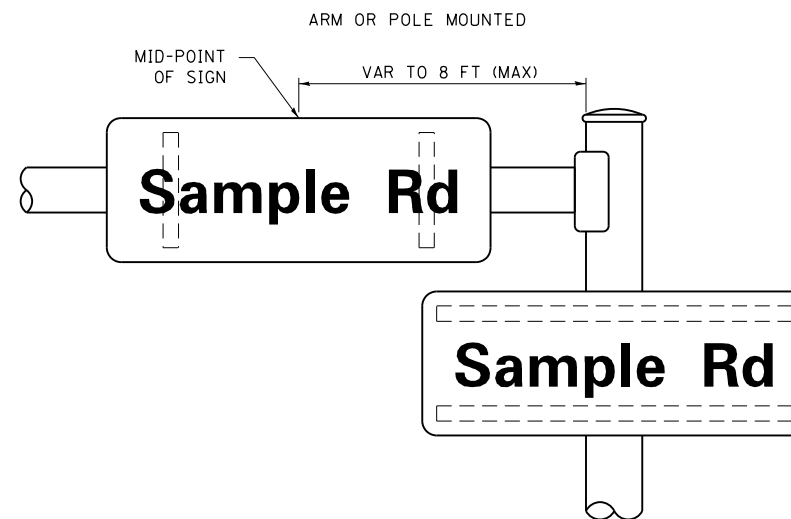 ARM OR POLE MOUNTED
MID-POINT
OF SIGN
VAR TO 8 FT (MAX)
Sample Rd
Sample Rd